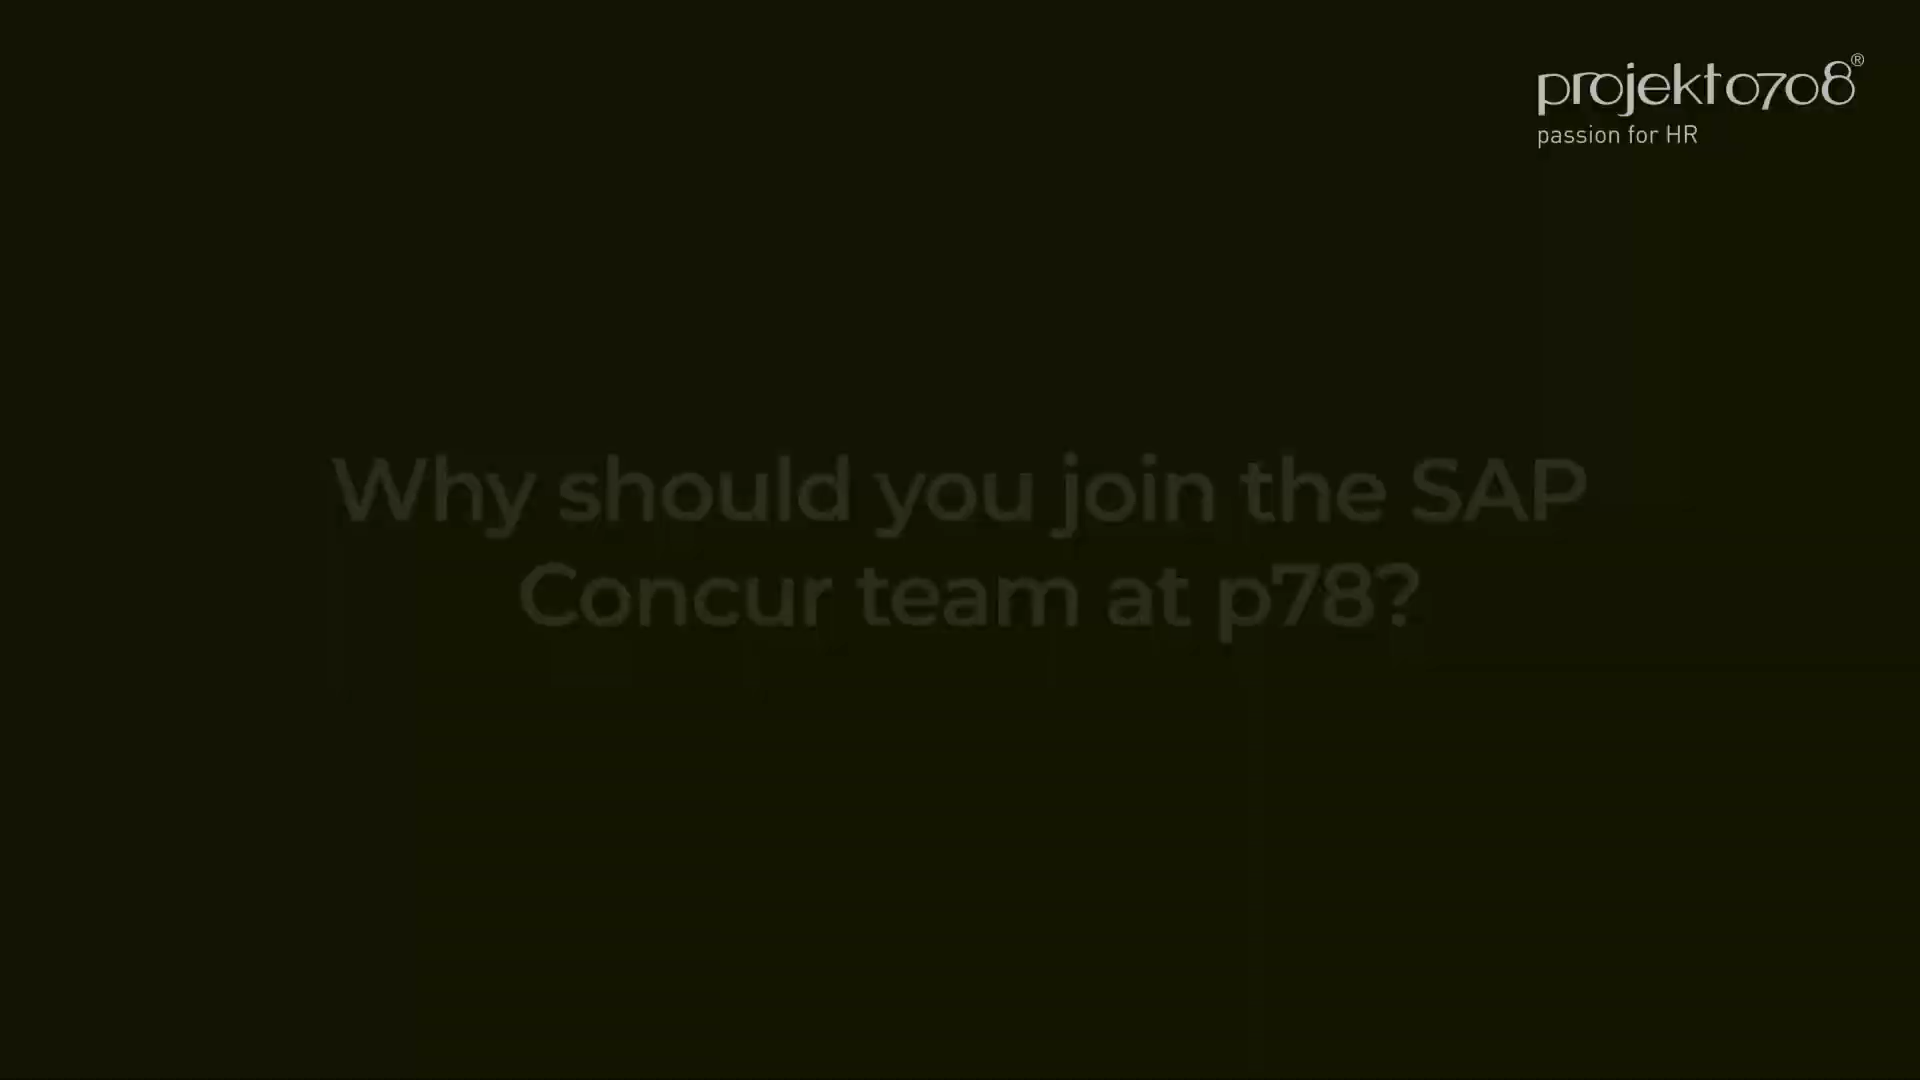 projekt0708®
passion for HR
Why should you join the SAP
Concur team at p78?